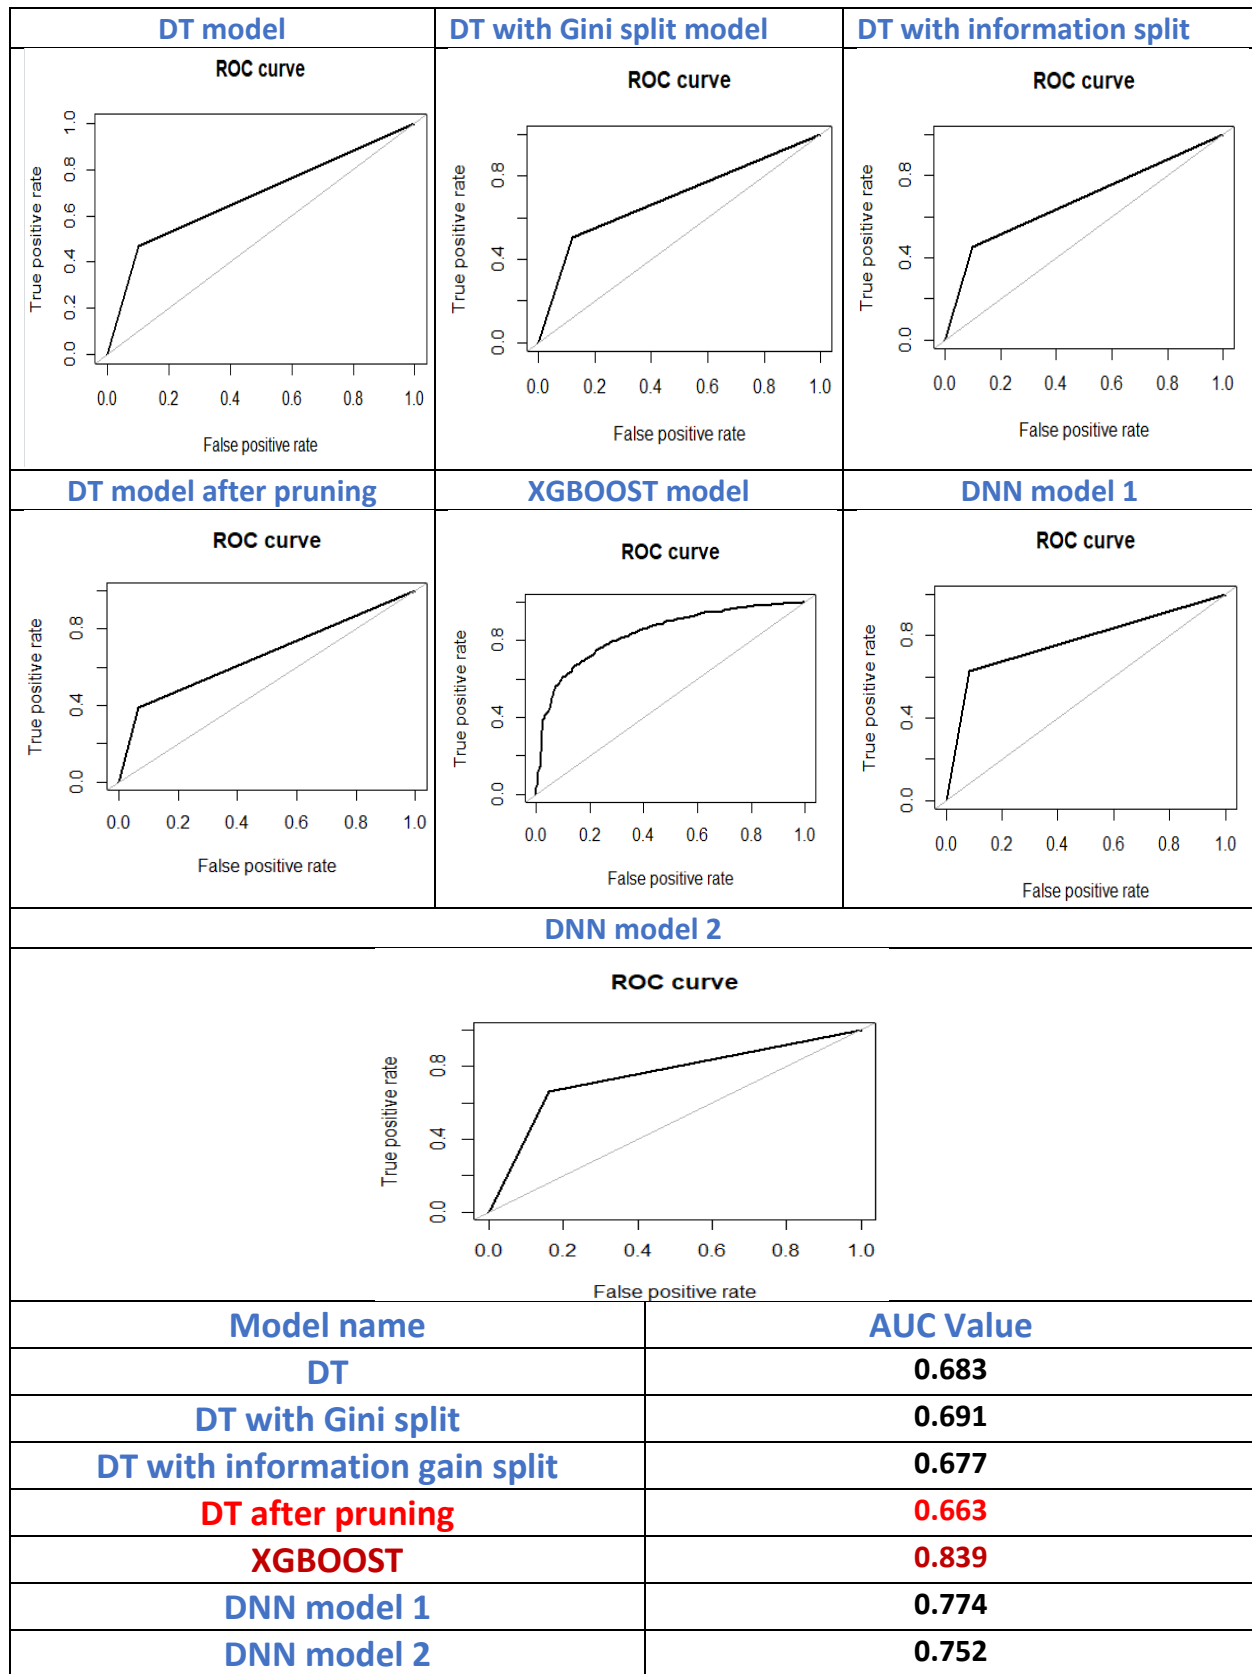 DT model
DT with Gini split model
DT with information split
ROC curve
True positive rate
0.0 0.2 0.4 0.6 0.8 1.0
0.0 0.2 0.4 0.6 0.8 1.0
False positive rate
ROC curve
True positive rate
0.0 0.4 0.8
0.0 0.2 0.4 0.6 0.8 1.0
False positive rate
ROC curve
True positive rate
0.0 0.4 0.8
0.0 0.2 0.4 0.6 0.8 1.0
False positive rate
DT model after pruning
XGBOOST model
DNN model 1
ROC curve
True positive rate
0.0 0.4 0.8
0.0 0.2 0.4 0.6 0.8 1.0
False positive rate
ROC curve
True positive rate
0.0 0.4 0.8
0.0 0.2 0.4 0.6 0.8 1.0
False positive rate
ROC curve
True positive rate
0.0 0.4 0.8
0.0 0.2 0.4 0.6 0.8 1.0
False positive rate
DNN model 2
ROC curve
True positive rate
0.0 0.4 0.8
0.0 0.2 0.4 0.6 0.8 1.0
False positive rate
Model name AUC Value
DT 0.683
DT with Gini split 0.691
DT with information gain split 0.677
DT after pruning 0.663
XGBOOST 0.839
DNN model 1 0.774
DNN model 2 0.752